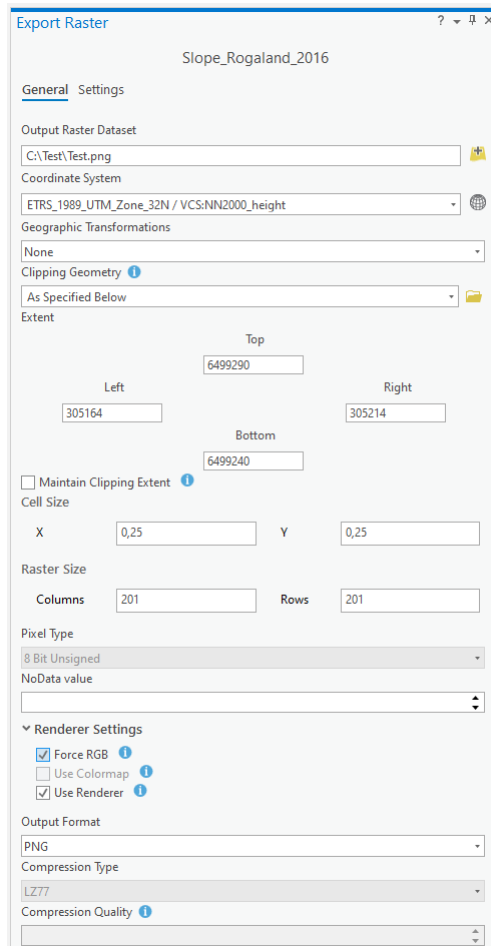 Export Raster
Slope_Rogaland_2016
General Settings
Output Raster Dataset
C:\Test\Test.png
Coordinate System
ETRS_1989_UTM_Zone_32N / VCS:NN2000_height
Geographic Transformations
None
Clipping Geometry
As Specified Below
Extent
Top
6499290
Left Right
305164 305214
Bottom
6499240
Maintain Clipping Extent
Cell Size
X 0,25 Y 0,25
Raster Size
Columns 201 Rows 201
Pixel Type
8 Bit Unsigned
NoData value
Renderer Settings
Force RGB
Use Colormap
Use Renderer
Output Format
PNG
Compression Type
LZ77
Compression Quality